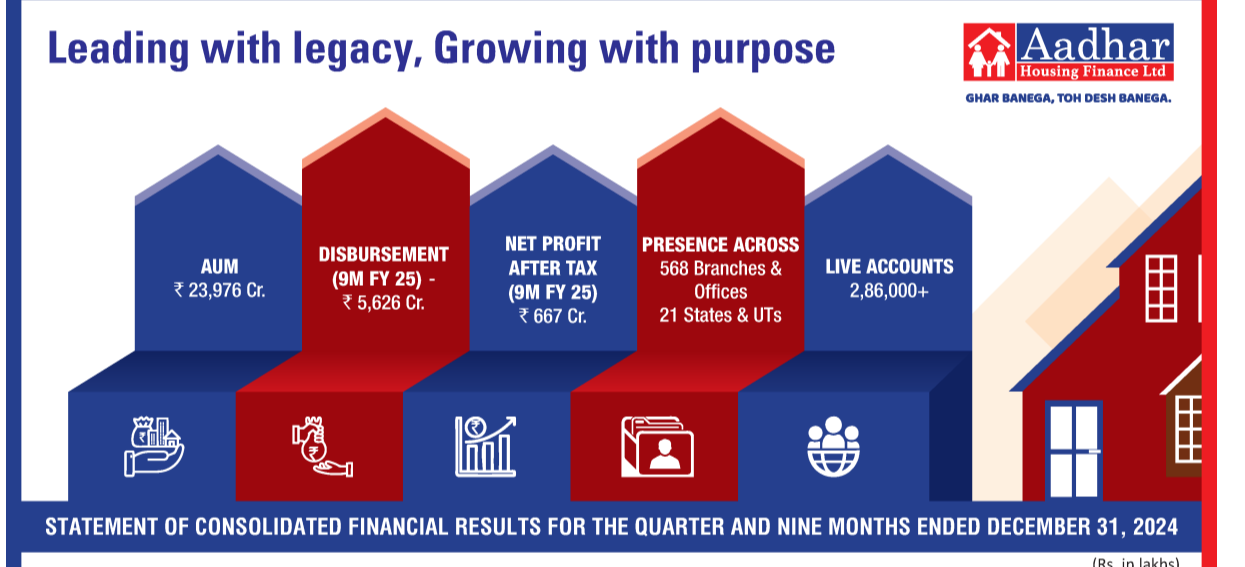 Leading with legacy, Growing with purpose
Aadhar
Housing Finance Ltd
GHAR BANEGA, TOH DESH BANEGA.
AUM
₹ 23,976 Cr.
DISBURSEMENT
(9M FY 25) -
₹ 5,626 Cr.
NET PROFIT
AFTER TAX
(9M FY 25)
₹ 667 Cr.
PRESENCE ACROSS
568 Branches &
Offices
21 States & UTs
LIVE ACCOUNTS
2,86,000+
₹
₹
₹
STATEMENT OF CONSOLIDATED FINANCIAL RESULTS FOR THE QUARTER AND NINE MONTHS ENDED DECEMBER 31, 2024
(Rs. in lakhs)